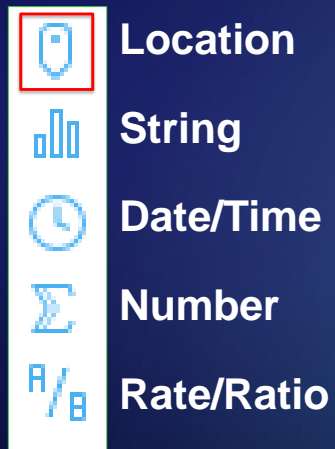 Location
String
Date/Time
Number
A/B Rate/Ratio